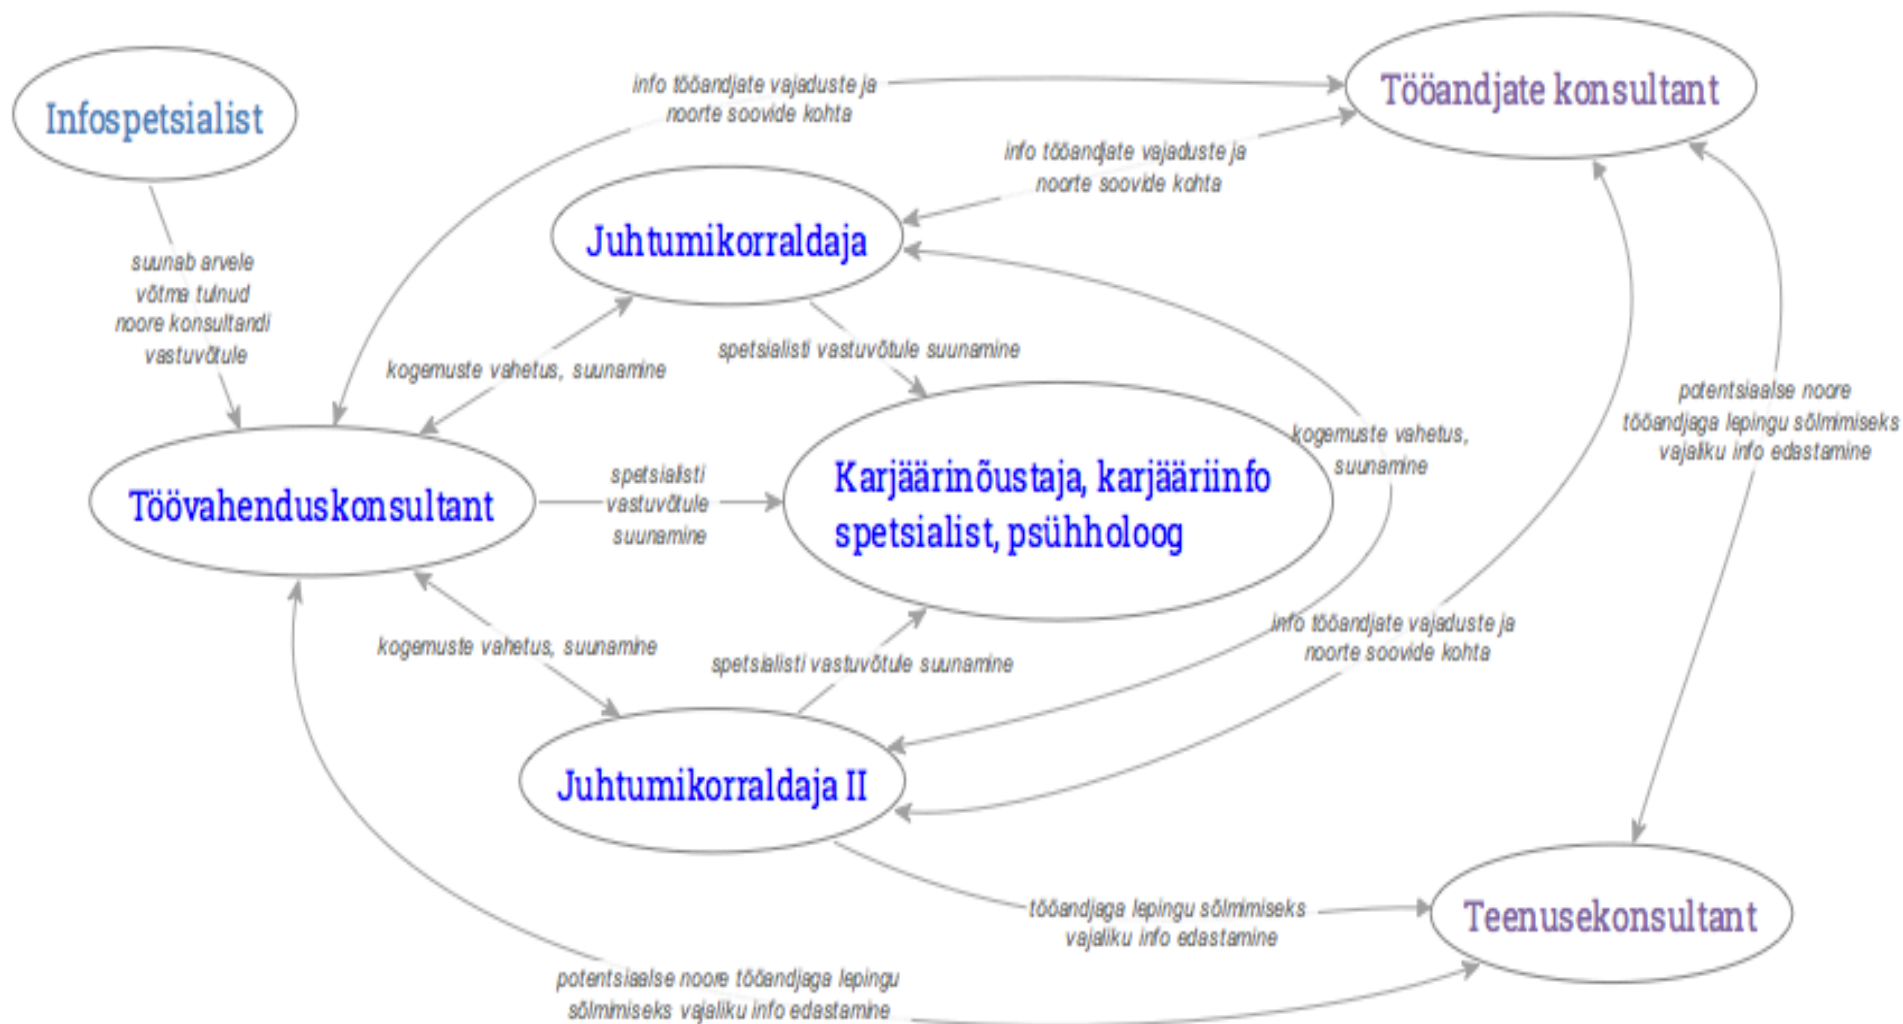 Infospetsialist
Tööandjate konsultant
info tööandjate vajaduste ja
noorte soovide kohta
info tööandjate vajaduste ja
noorte soovide kohta
Juhtumikorraldaja
suunab arvele
võtma tulnud
noore konsultandi
vastuvõtule
kogemuste vahetus, suunamine
spetsialisti vastuvõtule suunamine
potentsiaalse noore
tööandjaga lepingu sõlmimiseks
vajaliku info edastamine
kogemuste vahetus,
suunamine
Töövahenduskonsultant
spetsialisti
vastuvõtule
suunamine
Karjäärinõustaja, karjääriinfo
spetsialist, psühholoog
kogemuste vahetus, suunamine
spetsialisti vastuvõtule suunamine
info tööandjate vajaduste ja
noorte soovide kohta
Juhtumikorraldaja II
tööandjaga lepingu sõlmimiseks
vajaliku info edastamine
Teenusekonsultant
potentsiaalse noore tööandjaga lepingu
sõlmimiseks vajaliku info edastamine